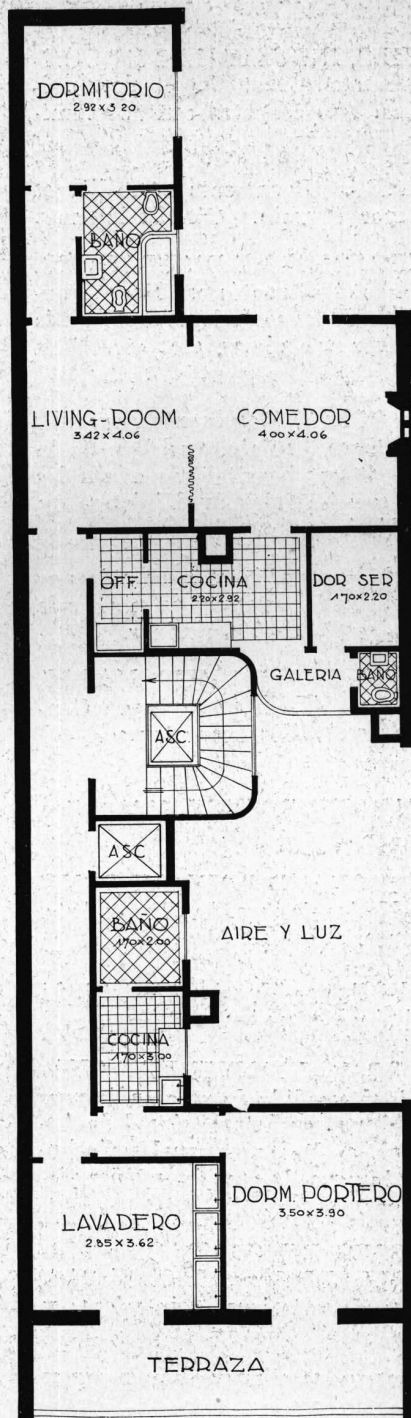 DORMITORIO
2.92 x 3.20
BAÑO
LIVING-ROOM
3.42 x 4.06
COMEDOR
4.00 x 4.06
OFF.
COCINA
2.20 x 2.92
DOR SER
1.70 x 2.20
GALERIA
BAÑO
ASC
ASC
BAÑO
1.70 x 2.00
AIRE Y LUZ
COCINA
1.70 x 3.00
DORM. PORTERO
3.50 x 3.90
LAVADERO
2.85 x 3.62
TERRAZA